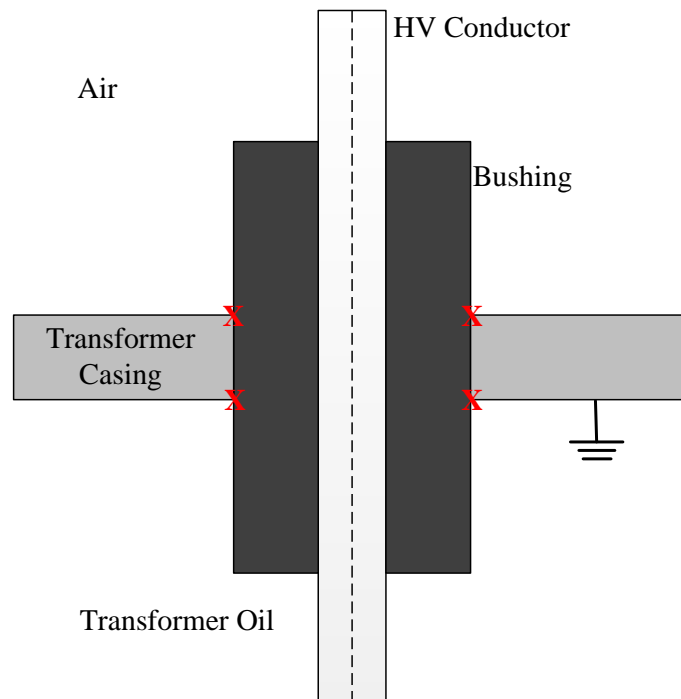 HV Conductor
Air
Bushing
X X
Transformer
Casing
X X
Transformer Oil